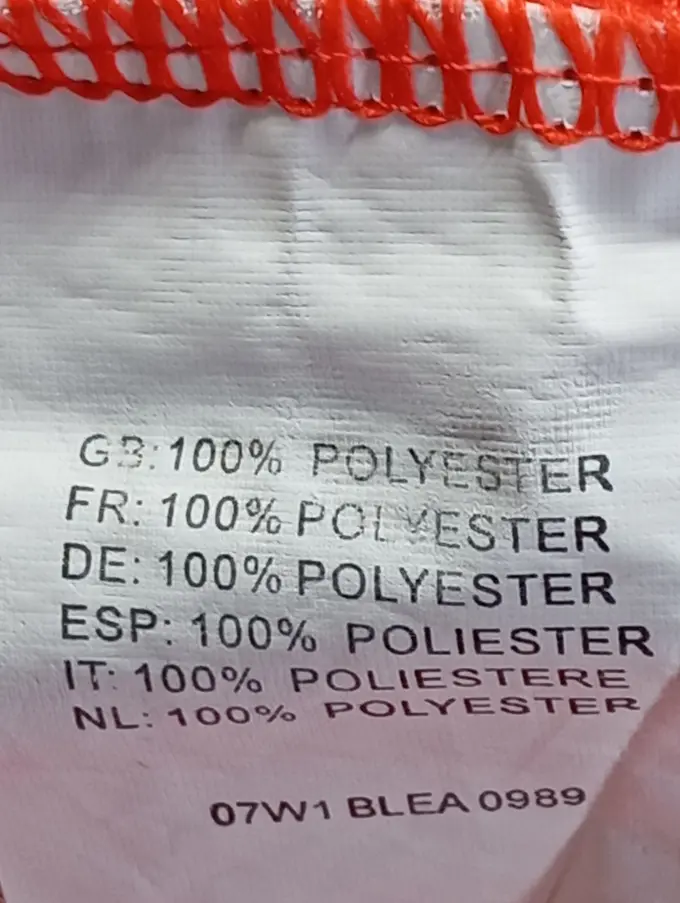 GB: 100% POLYESTER
FR: 100% POLYESTER
DE: 100% POLYESTER
ESP: 100% POLIESTER
IT: 100% POLIESTERE
NL: 100% POLYESTER
07W1 BLEA 0989